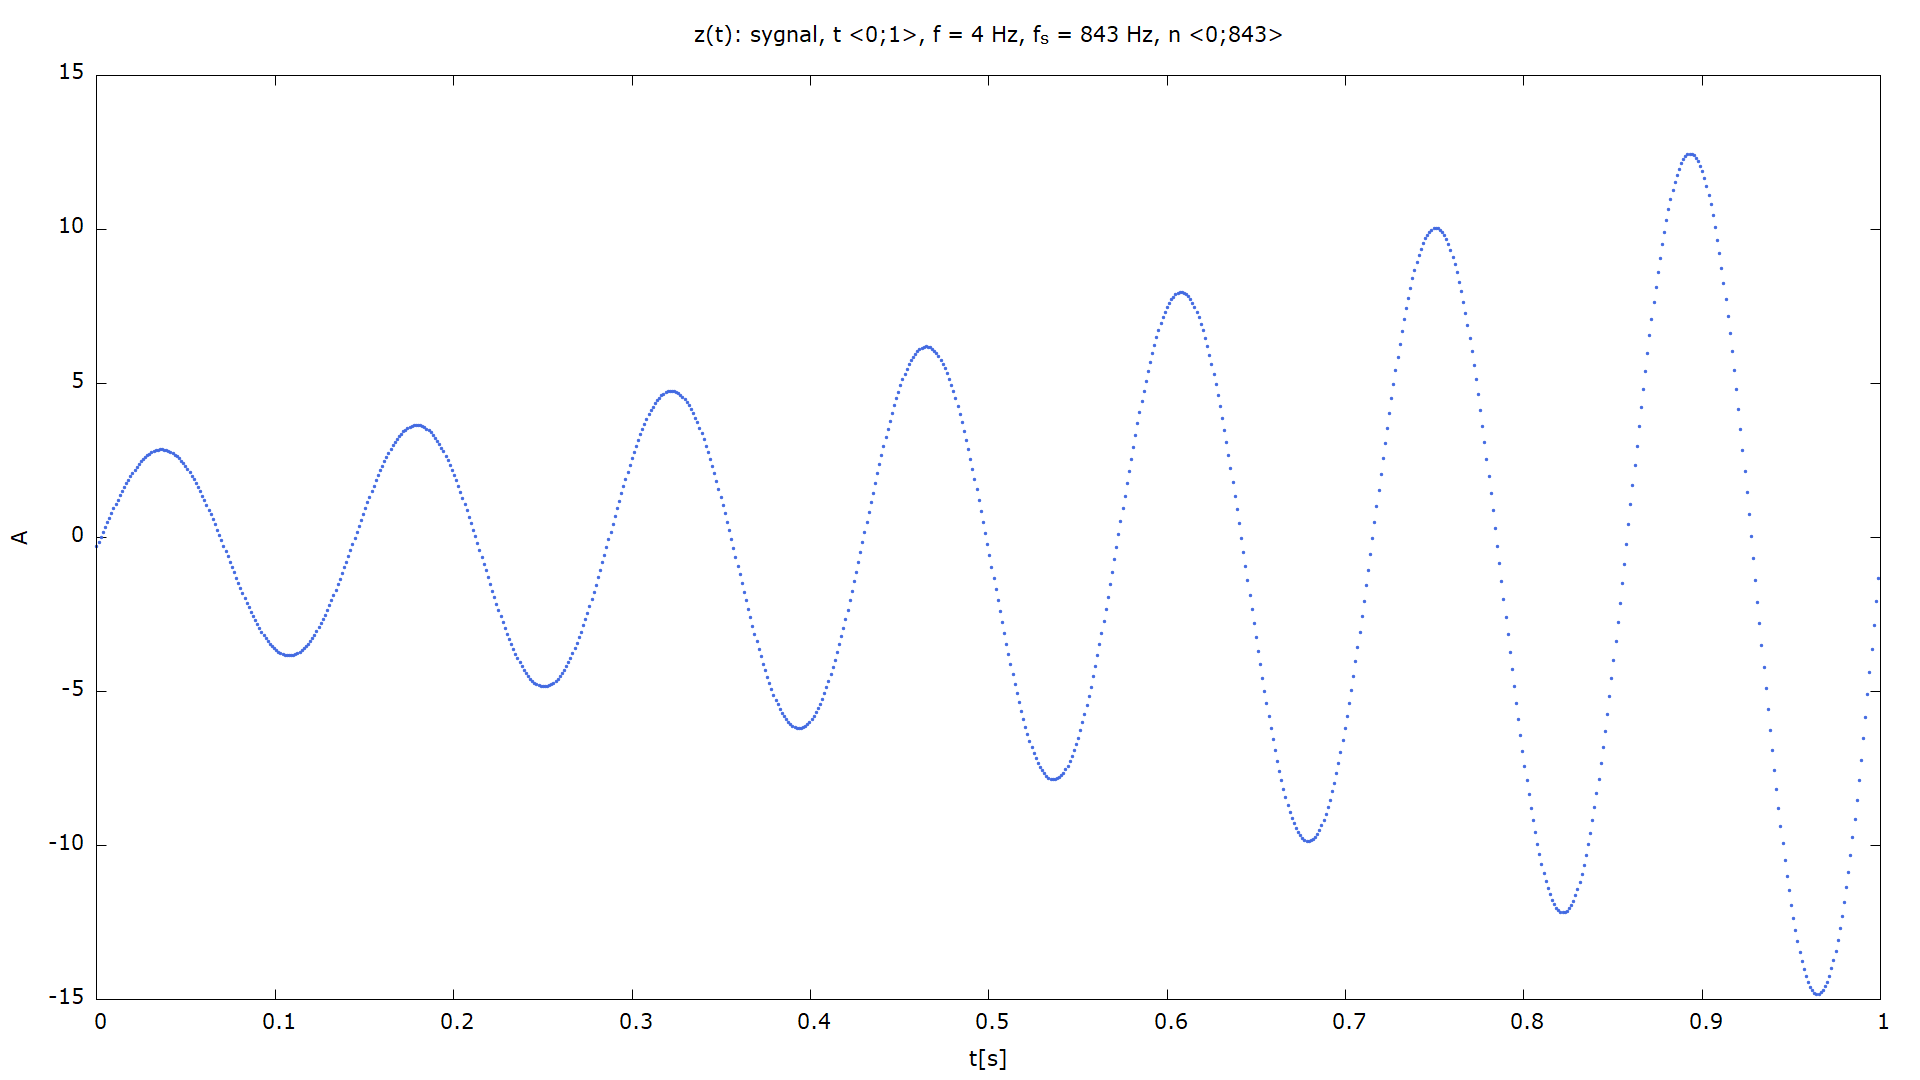 z(t): sygnal, t <0;1>, f = 4 Hz, fₛ = 843 Hz, n <0;843>
15
10
5
0
-5
-10
-15
A
0 0.1 0.2 0.3 0.4 0.5 0.6 0.7 0.8 0.9 1
t[s]